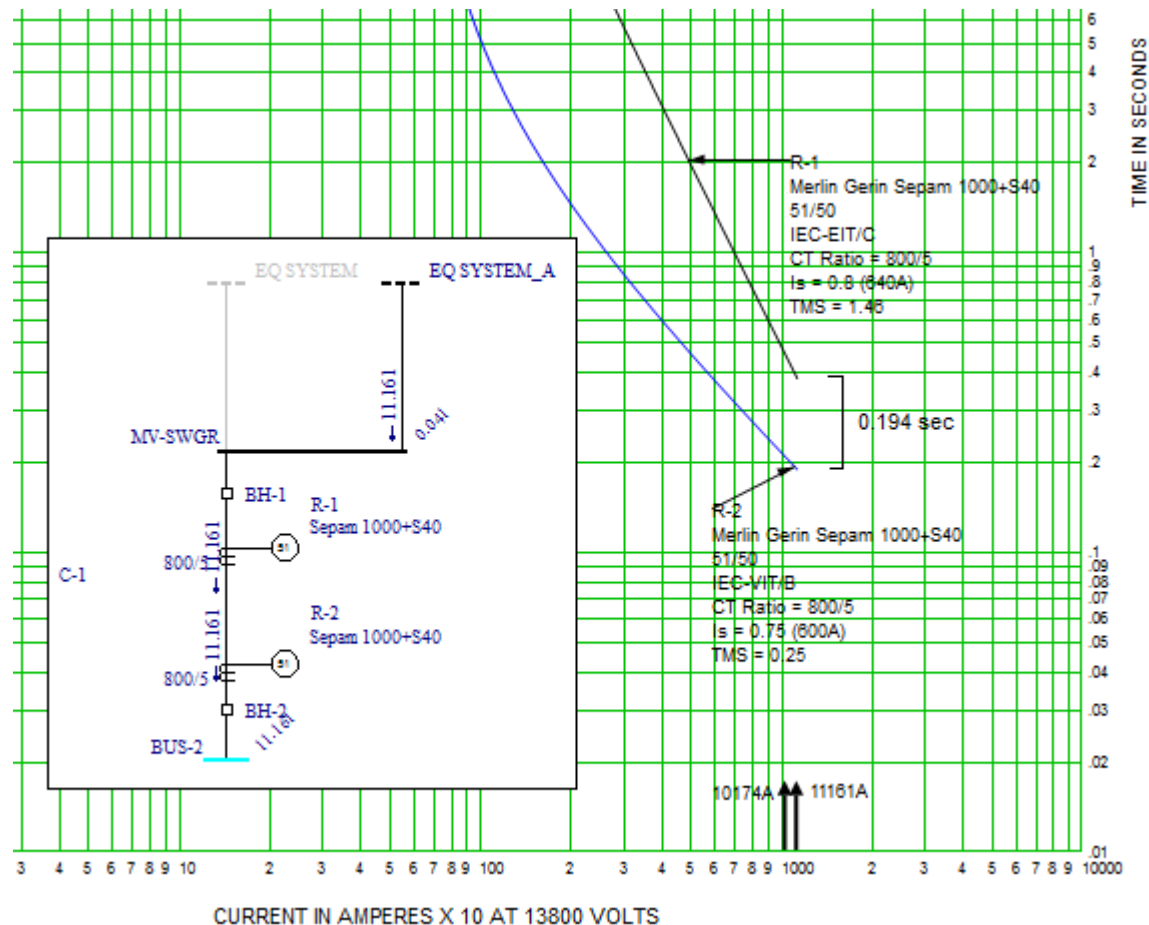 6
5
4
3
2
1
.9
.8
.7
.6
.5
.4
.3
.2
.1
.09
.08
.07
.06
.05
.04
.03
.02
.01
TIME IN SECONDS
R-1
Merlin Gerin Sepam 1000+S40
51/50
IEC-EIT/C
CT Ratio = 800/5
Is = 0.8 (640A)
TMS = 1.46
0.194 sec
R-2
Merlin Gerin Sepam 1000+S40
51/50
IEC-VIT/B
CT Ratio = 800/5
Is = 0.75 (600A)
TMS = 0.25
EQ SYSTEM
EQ SYSTEM_A
11.161
0.041
MV-SWGR
BH-1
R-1
Sepam 1000+S40
51
11.161
800/5
C-1
R-2
Sepam 1000+S40
51
11.161
800/5
BH-2
11.161
BUS-2
10174A
11161A
3 4 5 6 7 8 9 10 2 3 4 5 6 7 8 9 100 2 3 4 5 6 7 8 9 1000 2 3 4 5 6 7 8 9 10000
CURRENT IN AMPERES X 10 AT 13800 VOLTS